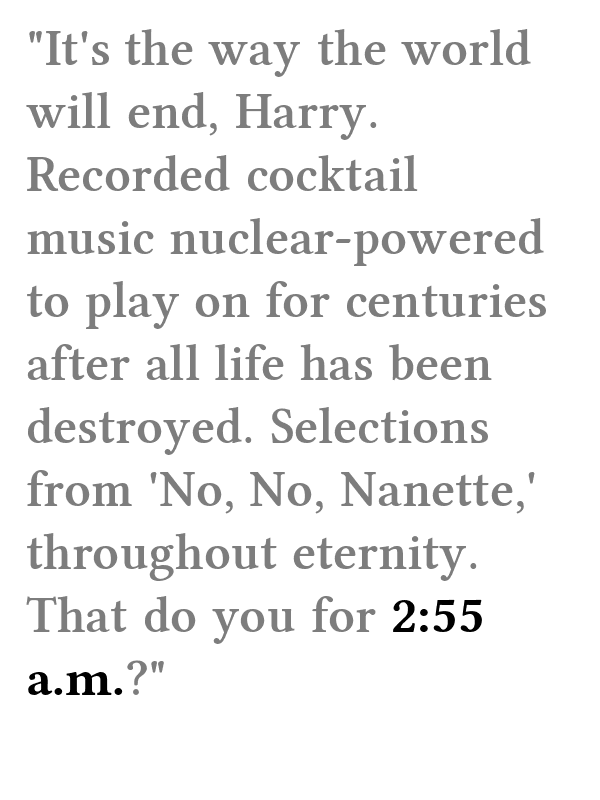 "It's the way the world
will end, Harry.
Recorded cocktail
music nuclear-powered
to play on for centuries
after all life has been
destroyed. Selections
from 'No, No, Nanette,'
throughout eternity.
That do you for 2:55
a.m.?"